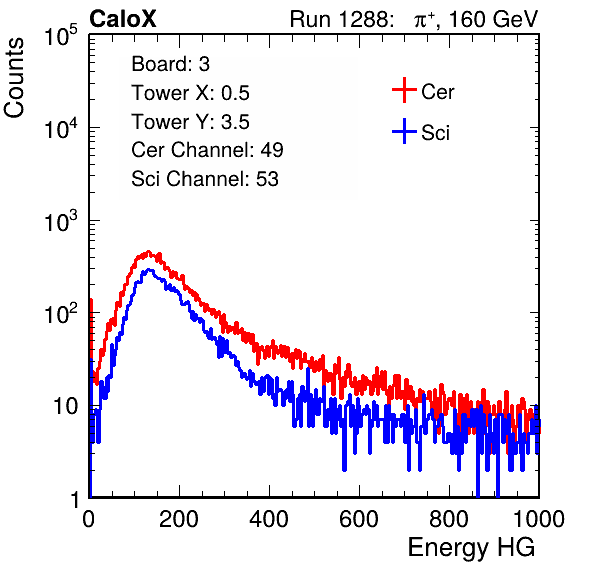 CaloX Run 1288: π⁺, 160 GeV
Counts
10⁵
10⁴
10³
10²
10
1
Board: 3
Tower X: 0.5
Tower Y: 3.5
Cer Channel: 49
Sci Channel: 53
Cer
Sci
0 200 400 600 800 1000
Energy HG